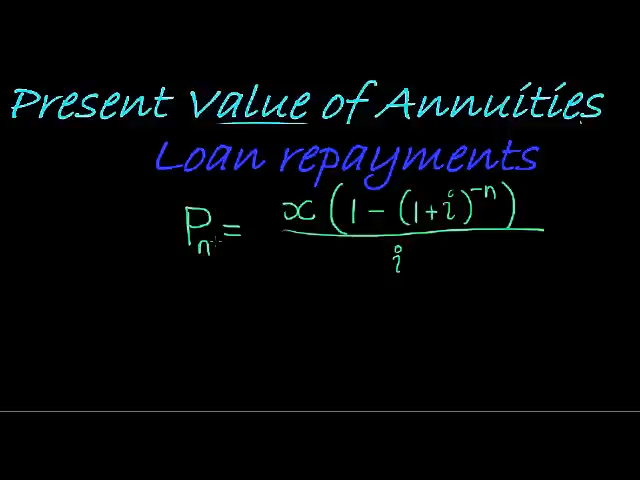 Present Value of Annuities
Loan repayments
Pn = x(1-(1+i)^-n) / i